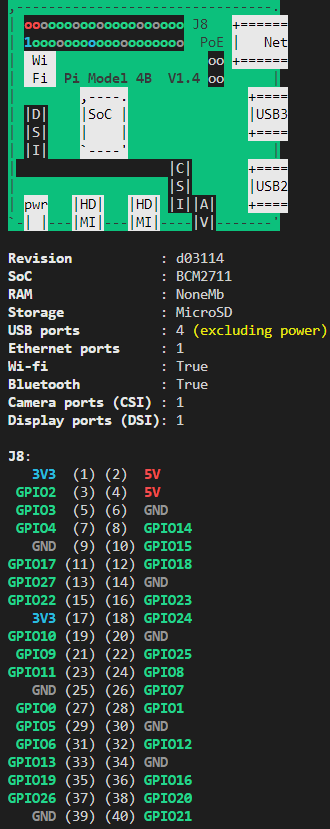 ,--------------------------------.
| oooooooooooooooooooo J8   +======
| 1ooooooooooooooooooo  PoE |   Net
|  Wi                    oo +======
|  Fi  Pi Model 4B  V1.4 oo      |
|        ,----.               +====
| |D|    |SoC |               |USB3
| |S|    |    |               +====
| |I|    `----'                  |
|                   |C|       +====
|                   |S|       |USB2
| pwr   |HD|   |HD| |I||A|    +====
`-| |---|MI|---|MI|----|V|-------'
Revision           : d03114
SoC                : BCM2711
RAM                : NoneMb
Storage            : MicroSD
USB ports          : 4 (excluding power)
Ethernet ports     : 1
Wi-fi              : True
Bluetooth          : True
Camera ports (CSI) : 1
Display ports (DSI): 1
J8:
   3V3  (1) (2)  5V
 GPIO2  (3) (4)  5V
 GPIO3  (5) (6)  GND
 GPIO4  (7) (8)  GPIO14
   GND  (9) (10) GPIO15
GPIO17 (11) (12) GPIO18
GPIO27 (13) (14) GND
GPIO22 (15) (16) GPIO23
   3V3 (17) (18) GPIO24
GPIO10 (19) (20) GND
 GPIO9 (21) (22) GPIO25
GPIO11 (23) (24) GPIO8
   GND (25) (26) GPIO7
 GPIO0 (27) (28) GPIO1
 GPIO5 (29) (30) GND
 GPIO6 (31) (32) GPIO12
GPIO13 (33) (34) GND
GPIO19 (35) (36) GPIO16
GPIO26 (37) (38) GPIO20
   GND (39) (40) GPIO21